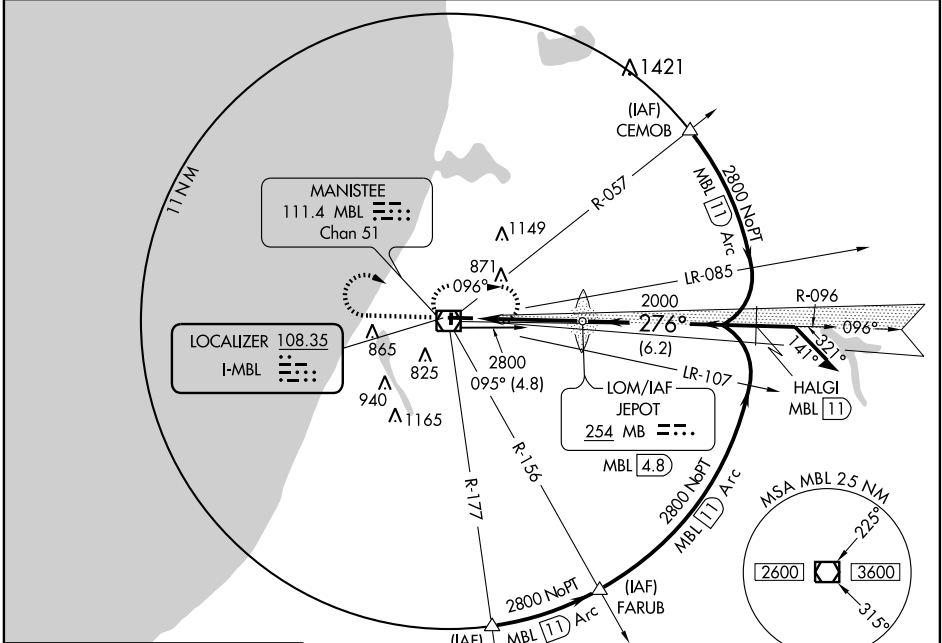 1421
(IAF)
CEMOB
11NM
2800 NoPT
MBL 11 Arc
R-057
MANISTEE
111.4 MBL
Chan 51
1149
871
096°
LR-085
2000
R-096
276°
096°
(6.2)
321°
141°
LOCALIZER 108.35
I-MBL
865
825
2800
095° (4.8)
LR-107
HALGI
MBL 11
LOM/IAF
JEPOT
254 MB
MBL 4.8
940
1165
R-156
R-177
2800 NoPT
MBL 11 Arc
MSA MBL 25 NM
225°
2600
3600
315°
(IAF)
FARUB
2800 NoPT
MBL 11 Arc
(IAF)